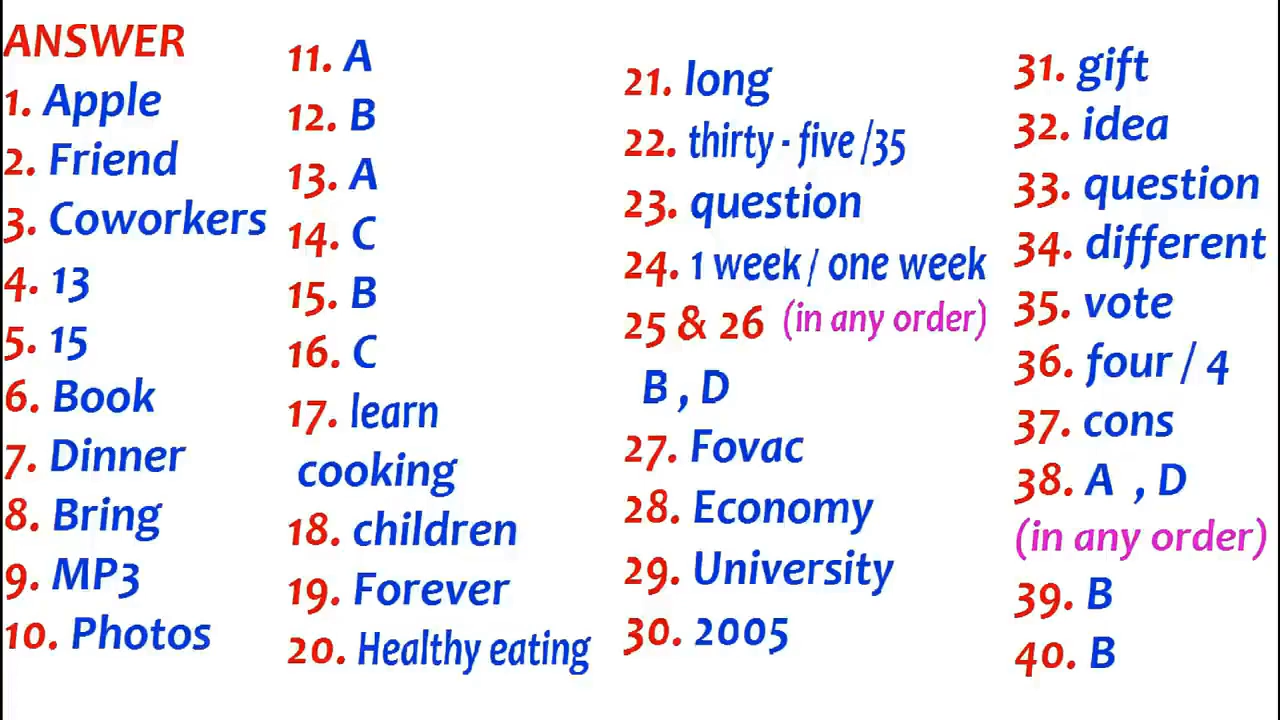 ANSWER
1. Apple
2. Friend
3. Coworkers
4. 13
5. 15
6. Book
7. Dinner
8. Bring
9. MP3
10. Photos
11. A
12. B
13. A
14. C
15. B
16. C
17. learn
cooking
18. children
19. Forever
20. Healthy eating
21. long
22. thirty - five /35
23. question
24. 1 week / one week
25 & 26 (in any order)
B , D
27. Fovac
28. Economy
29. University
30. 2005
31. gift
32. idea
33. question
34. different
35. vote
36. four / 4
37. cons
38. A , D
(in any order)
39. B
40. B